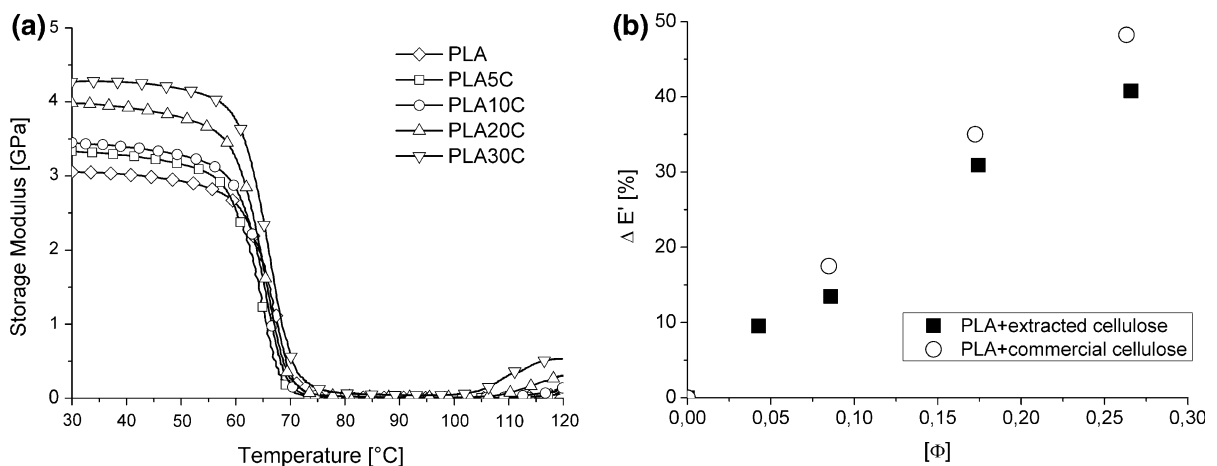 (a)
5
4
3
2
1
0
Storage Modulus [GPa]
30 40 50 60 70 80 90 100 110 120
Temperature [°C]
PLA
PLA5C
PLA10C
PLA20C
PLA30C
(b)
50
40
30
20
10
0
Δ E' [%]
0,00 0,05 0,10 0,15 0,20 0,25 0,30
[Φ]
PLA+extracted cellulose
PLA+commercial cellulose